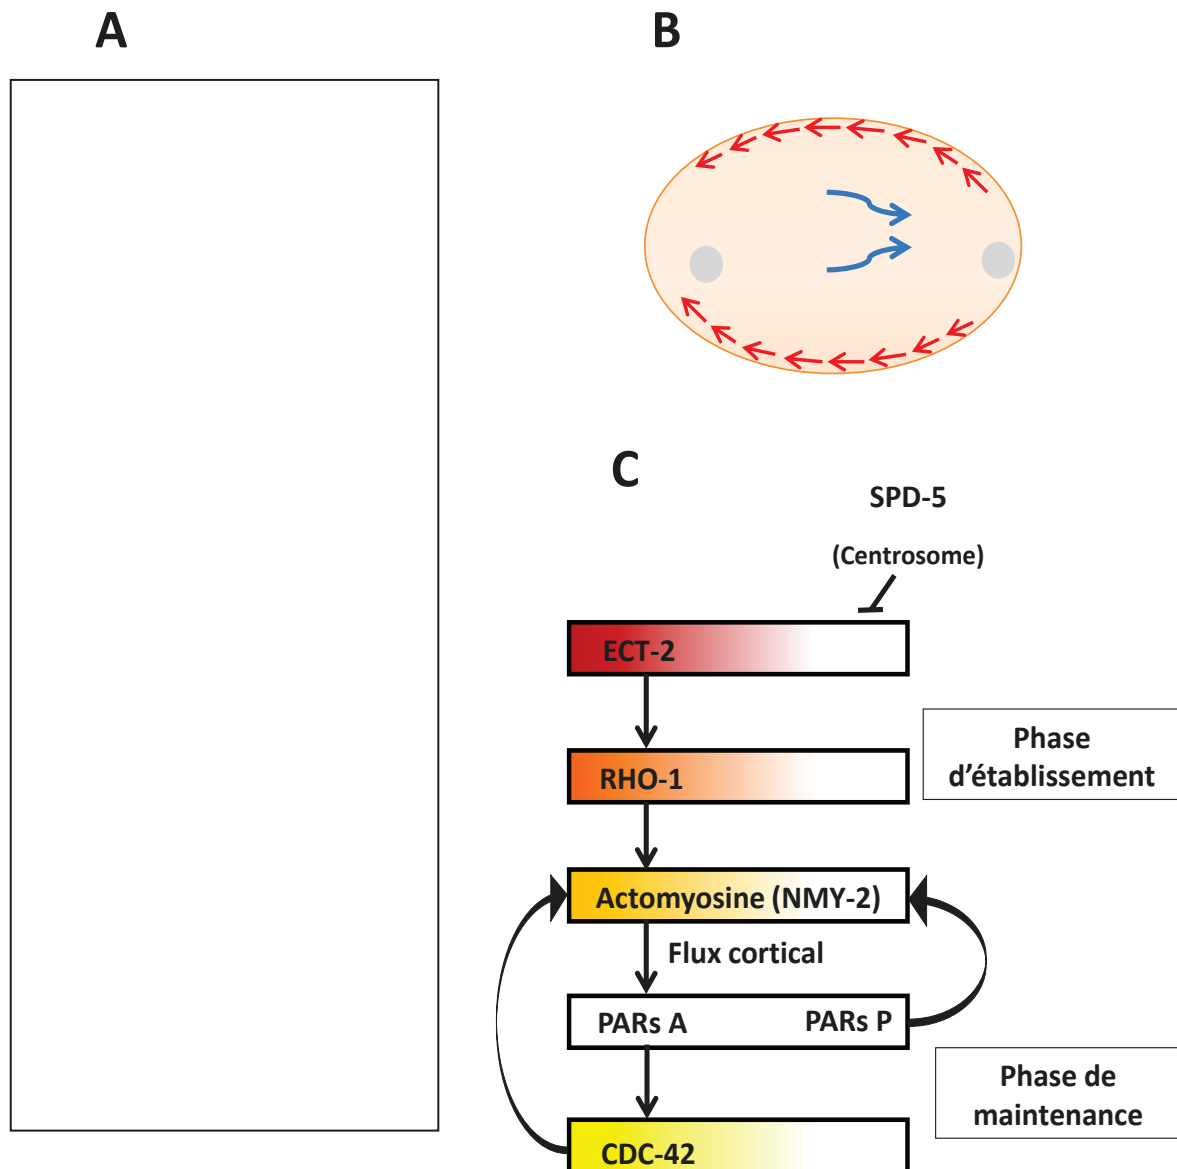 A
B
C
SPD-5
(Centrosome)
ECT-2
Phase
d'établissement
RHO-1
Actomyosine (NMY-2)
Flux cortical
PARs A
PARs P
Phase de
maintenance
CDC-42